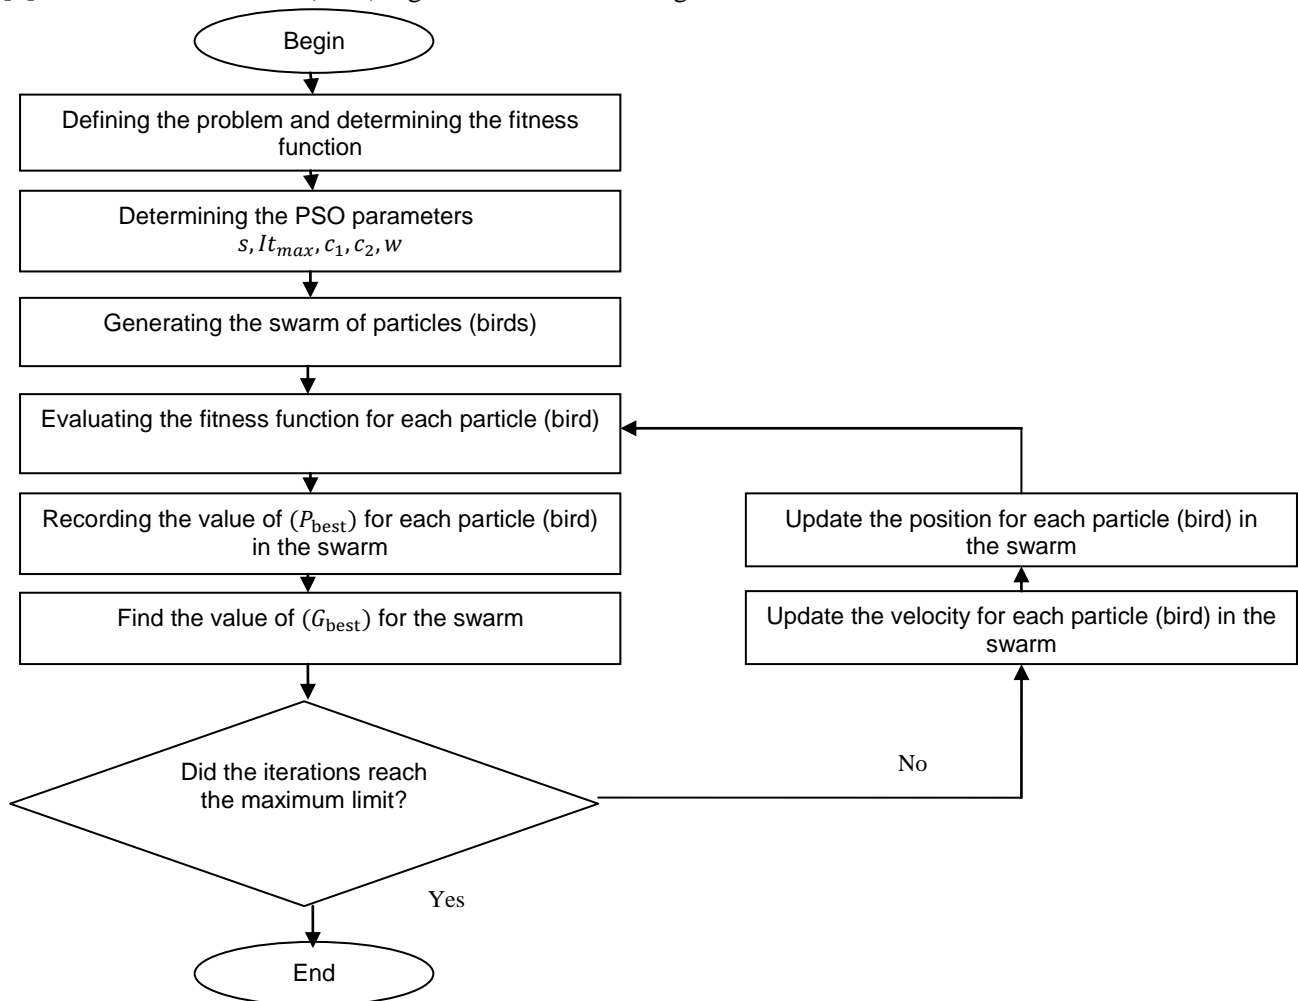 Begin
Defining the problem and determining the fitness
function
Determining the PSO parameters
s, It_max, c_1, c_2, w
Generating the swarm of particles (birds)
Evaluating the fitness function for each particle (bird)
Recording the value of (P_best) for each particle (bird)
in the swarm
Find the value of (G_best) for the swarm
Update the position for each particle (bird) in
the swarm
Update the velocity for each particle (bird) in the
swarm
Did the iterations reach
the maximum limit?
No
Yes
End